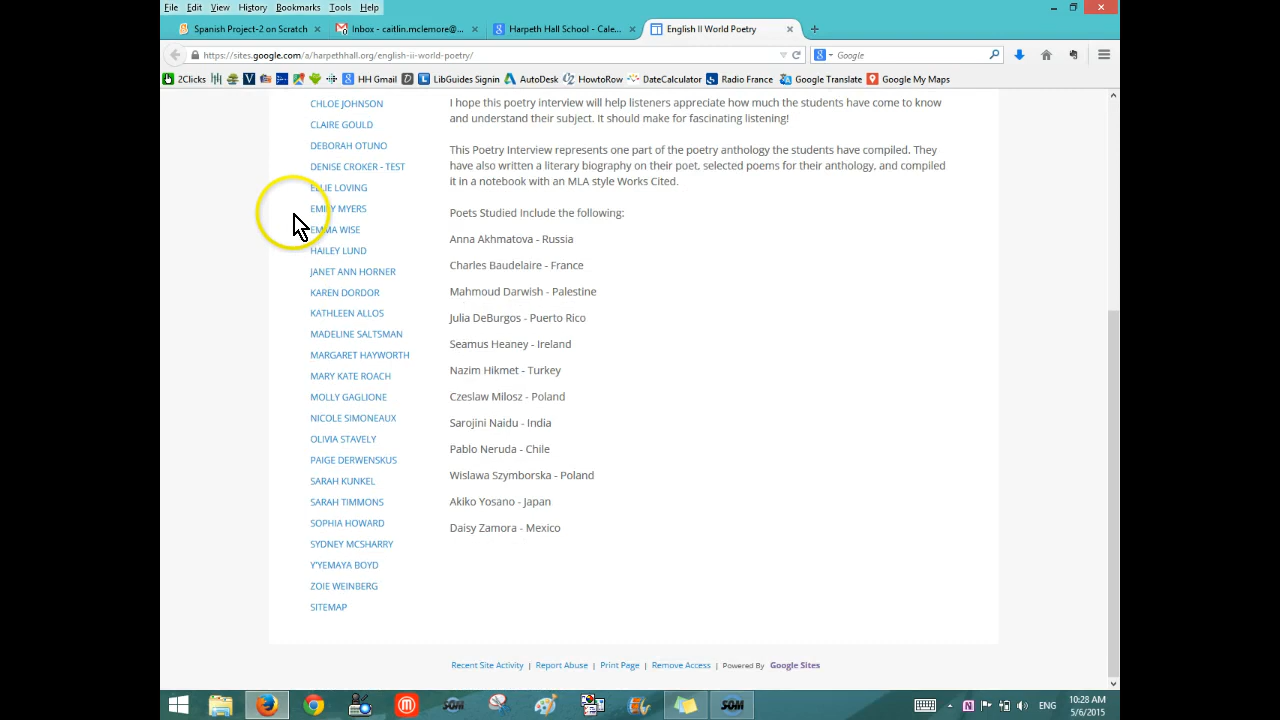 File Edit View History Bookmarks Tools Help
Spanish Project-2 on Scratch
Inbox - caitlin.mclemore@...
Harpeth Hall School - Cale...
English II World Poetry
https://sites.google.com/a/harpethhall.org/english-ii-world-poetry/
Google
2Clicks
HH Gmail
LibGuides Signin
AutoDesk
HowtoRow
DateCalculator
Radio France
Google Translate
Google My Maps
CHLOE JOHNSON
CLAIRE GOULD
DEBORAH OTUNO
DENISE CROKER - TEST
ELLIE LOVING
EMILY MYERS
EMMA WISE
HAILEY LUND
JANET ANN HORNER
KAREN DORDOR
KATHLEEN ALLOS
MADELINE SALTSMAN
MARGARET HAYWORTH
MARY KATE ROACH
MOLLY GAGLIONE
NICOLE SIMONEAUX
OLIVIA STAVELY
PAIGE DERWENSKUS
SARAH KUNKEL
SARAH TIMMONS
SOPHIA HOWARD
SYDNEY MCSHARRY
Y'YEMAYA BOYD
ZOIE WEINBERG
SITEMAP
I hope this poetry interview will help listeners appreciate how much the students have come to know
and understand their subject. It should make for fascinating listening!
This Poetry Interview represents one part of the poetry anthology the students have compiled. They
have also written a literary biography on their poet, selected poems for their anthology, and compiled
it in a notebook with an MLA style Works Cited.
Poets Studied Include the following:
Anna Akhmatova - Russia
Charles Baudelaire - France
Mahmoud Darwish - Palestine
Julia DeBurgos - Puerto Rico
Seamus Heaney - Ireland
Nazim Hikmet - Turkey
Czeslaw Milosz - Poland
Sarojini Naidu - India
Pablo Neruda - Chile
Wislawa Szymborska - Poland
Akiko Yosano - Japan
Daisy Zamora - Mexico
Recent Site Activity | Report Abuse | Print Page | Remove Access | Powered By Google Sites
SOM
SOM
ENG
10:28 AM
5/6/2015